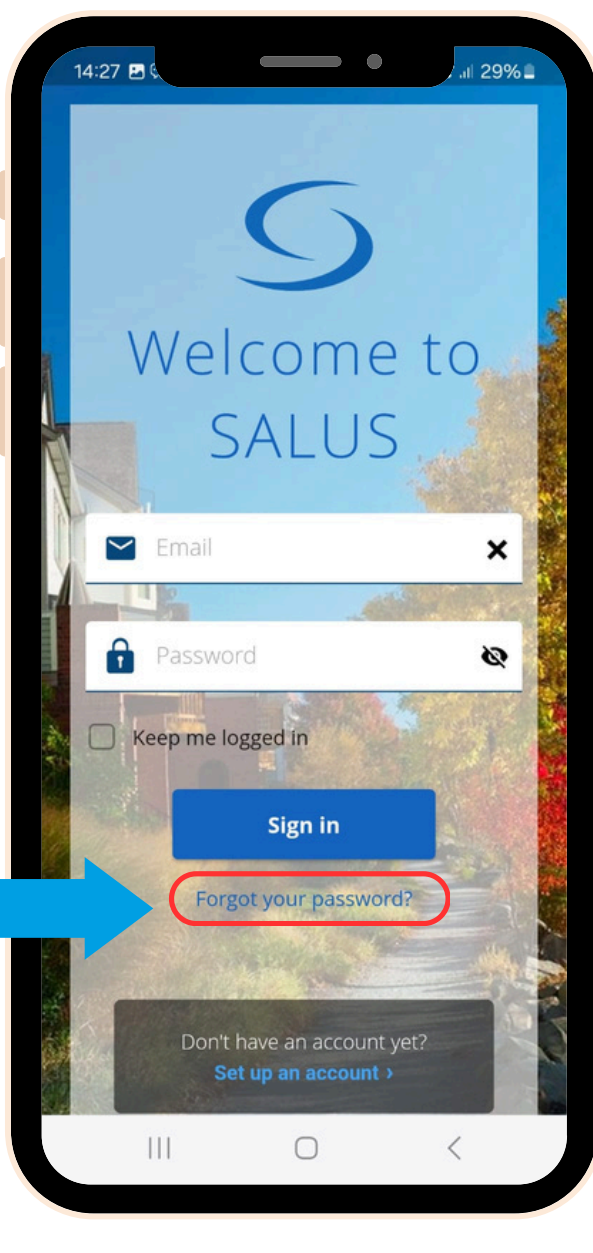 14:27 29%
Welcome to
SALUS
Email
Password
Keep me logged in
Sign in
Forgot your password?
Don't have an account yet?
Set up an account ›